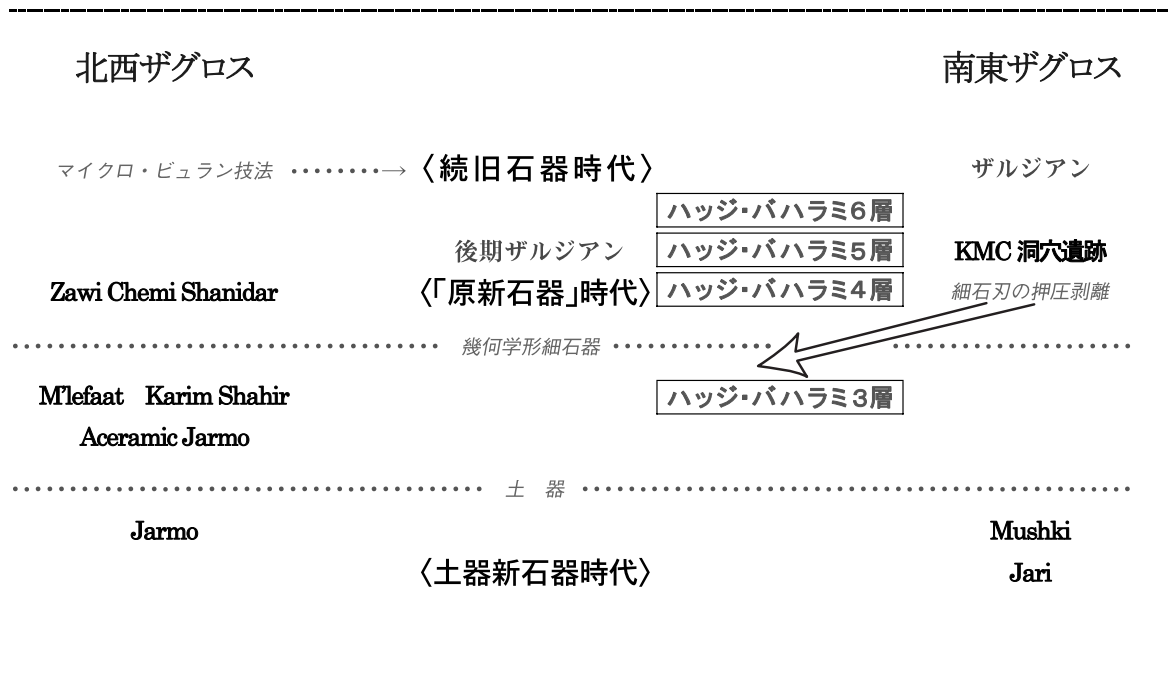 北西ザグロス 南東ザグロス
マイクロ・ビュラン技法 ········→ 〈続旧石器時代〉 ザルジアン
ハッジ・バハラミ6層
後期ザルジアン ハッジ・バハラミ5層 KMC 洞穴遺跡
Zawi Chemi Shanidar 〈「原新石器」時代〉 ハッジ・バハラミ4層 細石刃の押圧剥離
幾何学形細石器
M'lefaat Karim Shahir ハッジ・バハラミ3層
Aceramic Jarmo
土 器
Jarmo Mushki
〈土器新石器時代〉 Jari